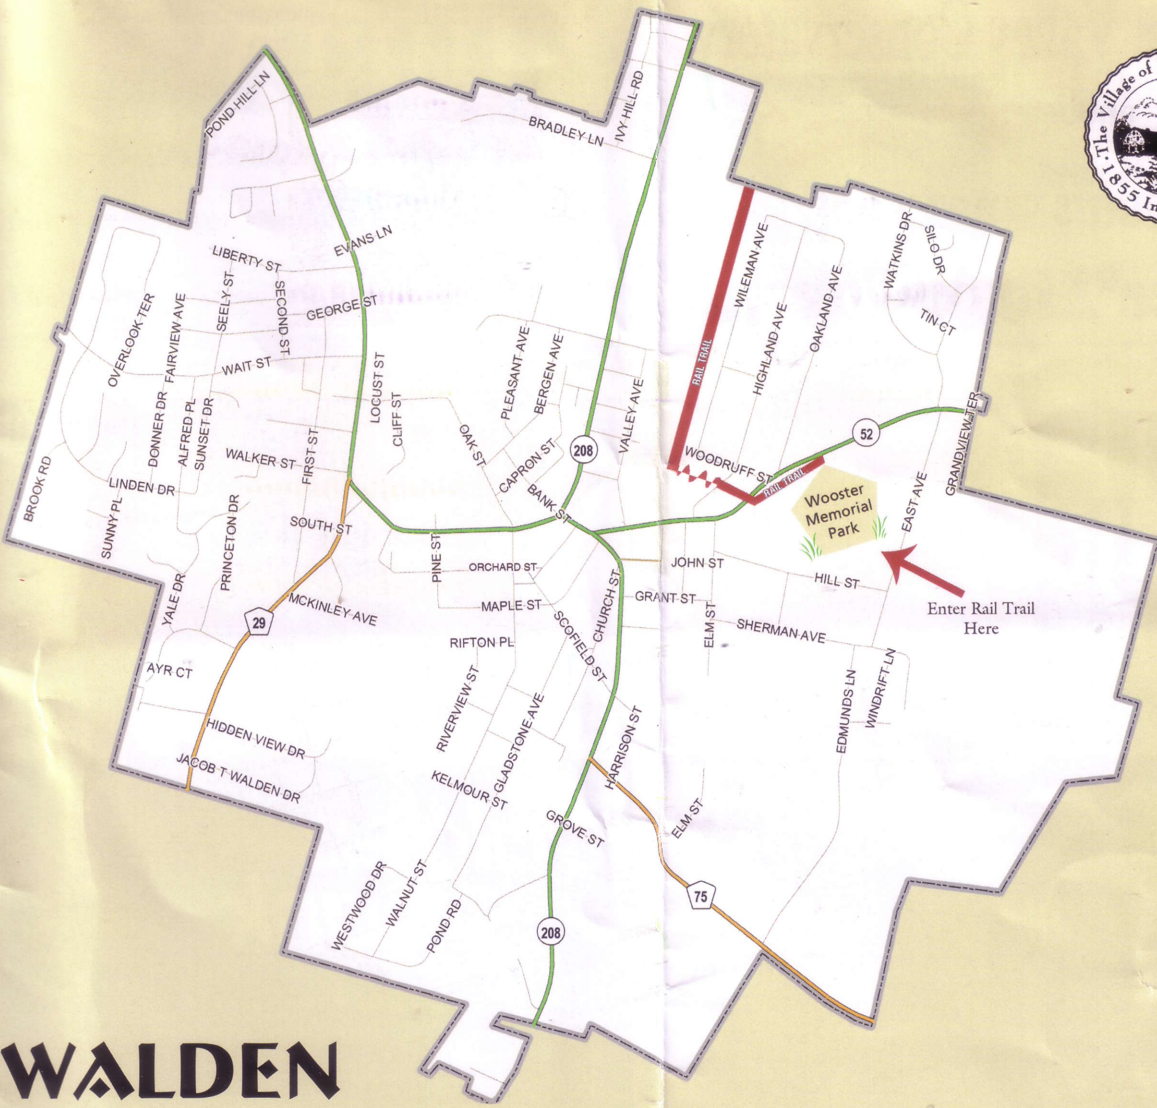 POND HILL LN
IVY HILL RD
BRADLEY LN
The Village of
1855 In
EVANS LN
LIBERTY ST
SEELY ST
SECOND ST
GEORGE ST
OVERLOOK TER
FAIRVIEW AVE
WAIT ST
LOCUST ST
CLIFF ST
PLEASANT AVE
BERGEN AVE
VALLEY AVE
RAIL TRAIL
WILEMAN AVE
HIGHLAND AVE
OAKLAND AVE
WATKINS DR
SILO DR
TIN CT
GRANDVIEW TER
52
208
WOODRUFF ST
RAIL TRAIL
DONNER DR
ALFRED PL
SUNSET DR
WALKER ST
FIRST ST
OAK ST
CAPRON ST
BANK ST
BROOK RD
LINDEN DR
SUNNY PL
PRINCETON DR
SOUTH ST
PINE ST
Wooster
Memorial
Park
EAST AVE
ORCHARD ST
JOHN ST
HILL ST
Enter Rail Trail
Here
YALE DR
MCKINLEY AVE
29
MAPLE ST
GRANT ST
CHURCH ST
SCOFIELD ST
ELM ST
SHERMAN AVE
RIFTON PL
AYR CT
RIVERVIEW ST
GLADSTONE AVE
HARRISON ST
EDMUNDS LN
WINDRIFT LN
HIDDEN VIEW DR
JACOB T WALDEN DR
KELMOUR ST
GROVE ST
ELM ST
WESTWOOD DR
WALNUT ST
POND RD
75
208
WALDEN